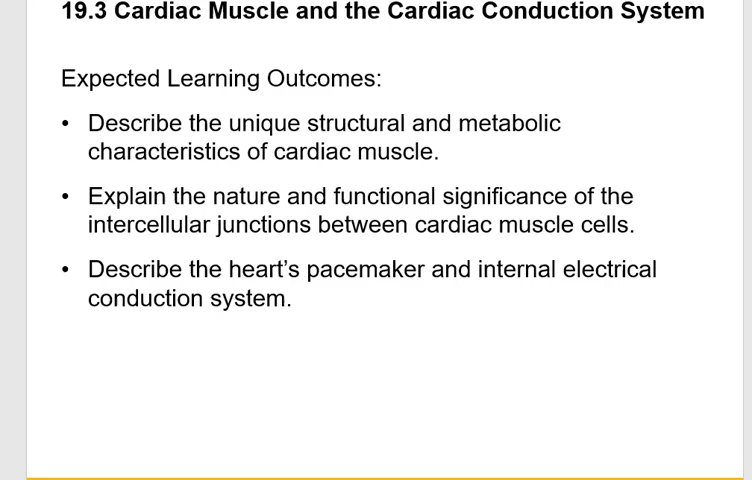 19.3 Cardiac Muscle and the Cardiac Conduction System
Expected Learning Outcomes:
• Describe the unique structural and metabolic
characteristics of cardiac muscle.
• Explain the nature and functional significance of the
intercellular junctions between cardiac muscle cells.
• Describe the heart’s pacemaker and internal electrical
conduction system.